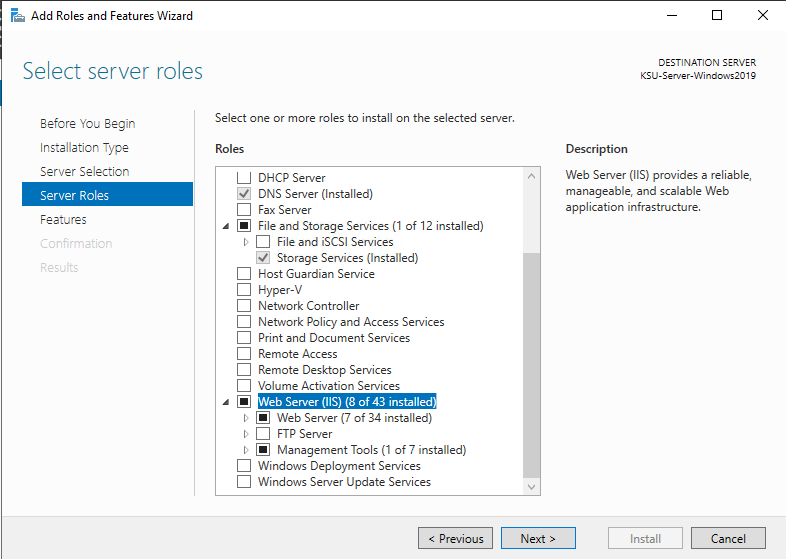 Add Roles and Features Wizard
Select server roles
DESTINATION SERVER
KSU-Server-Windows2019
Before You Begin
Installation Type
Server Selection
Server Roles
Features
Confirmation
Results
Select one or more roles to install on the selected server.
Roles
DHCP Server
DNS Server (Installed)
Fax Server
File and Storage Services (1 of 12 installed)
File and iSCSI Services
Storage Services (Installed)
Host Guardian Service
Hyper-V
Network Controller
Network Policy and Access Services
Print and Document Services
Remote Access
Remote Desktop Services
Volume Activation Services
Web Server (IIS) (8 of 43 installed)
Web Server (7 of 34 installed)
FTP Server
Management Tools (1 of 7 installed)
Windows Deployment Services
Windows Server Update Services
Description
Web Server (IIS) provides a reliable,
manageable, and scalable Web
application infrastructure.
< Previous
Next >
Install
Cancel